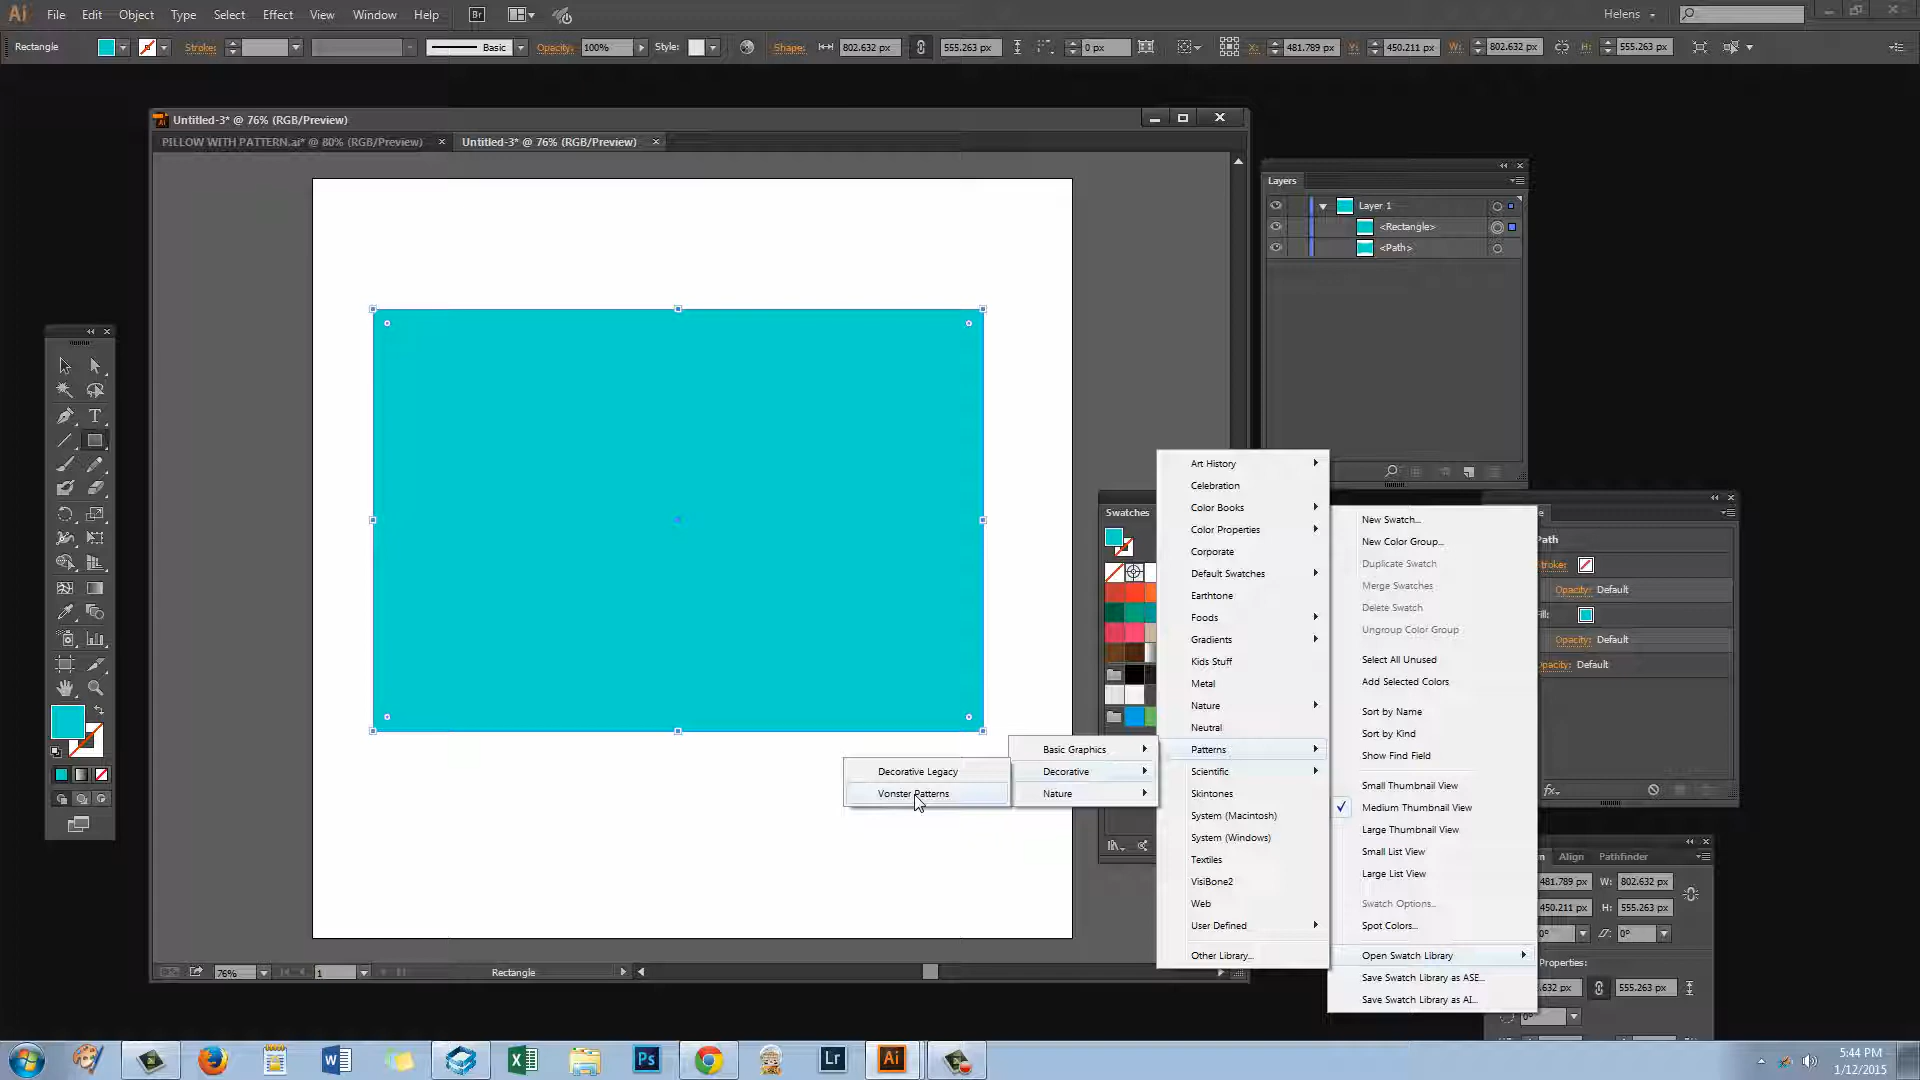 Ai File Edit Object Type Select Effect View Window Help Br Helens
Rectangle Stroke: Basic Opacity: 100% Style: Shape: 802.632 px 555.263 px 0 px X: 481.789 px Y: 450.211 px W: 802.632 px H: 555.263 px
Untitled-3* @ 76% (RGB/Preview)
PILLOW WITH PATTERN.ai* @ 80% (RGB/Preview) Untitled-3* @ 76% (RGB/Preview)
Layers
Layer 1
<Rectangle>
<Path>
Swatches
Art History
Celebration
Color Books
Color Properties
Corporate
Default Swatches
Earthtone
Foods
Gradients
Kids Stuff
Metal
Nature
Neutral
Patterns
Scientific
Skintones
System (Macintosh)
System (Windows)
Textiles
VisiBone2
Web
User Defined
Other Library...
Basic Graphics
Decorative
Nature
Decorative Legacy
Vonster Patterns
New Swatch...
New Color Group...
Duplicate Swatch
Merge Swatches
Delete Swatch
Ungroup Color Group
Select All Unused
Add Selected Colors
Sort by Name
Sort by Kind
Show Find Field
Small Thumbnail View
Medium Thumbnail View
Large Thumbnail View
Small List View
Large List View
Swatch Options...
Spot Colors...
Open Swatch Library
Save Swatch Library as ASE...
Save Swatch Library as AI...
Path
Opacity: Default
Opacity: Default
Default
fx
Align Pathfinder
481.789 px W: 802.632 px
450.211 px H: 555.263 px
0° 0°
Properties:
555.263 px
0°
76% 1 Rectangle
W X Ps Lr Ai
5:44 PM
1/12/2015